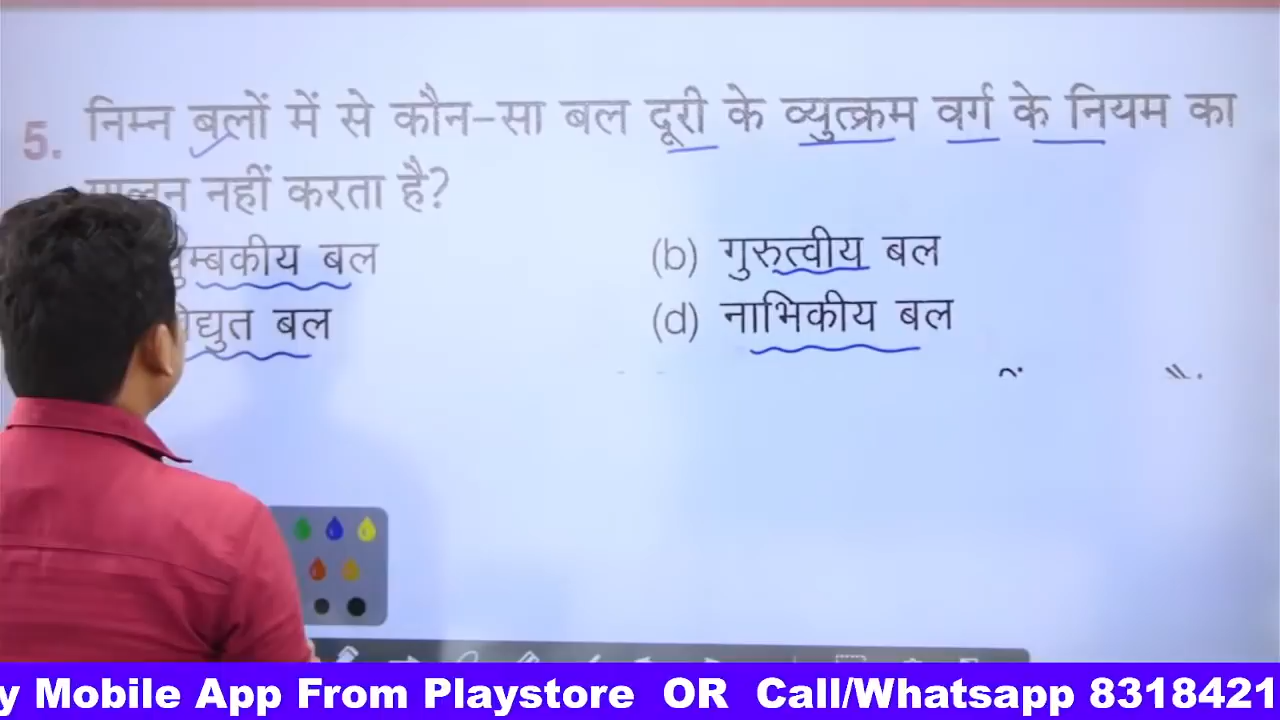 5. निम्न बलों में से कौन-सा बल दूरी के व्युत्क्रम वर्ग के नियम का
नहीं करता है?
बल (b) गुरुत्वीय बल
बल (d) नाभिकीय बल
Mobile App From Playstore OR Call/Whatsapp 8318421